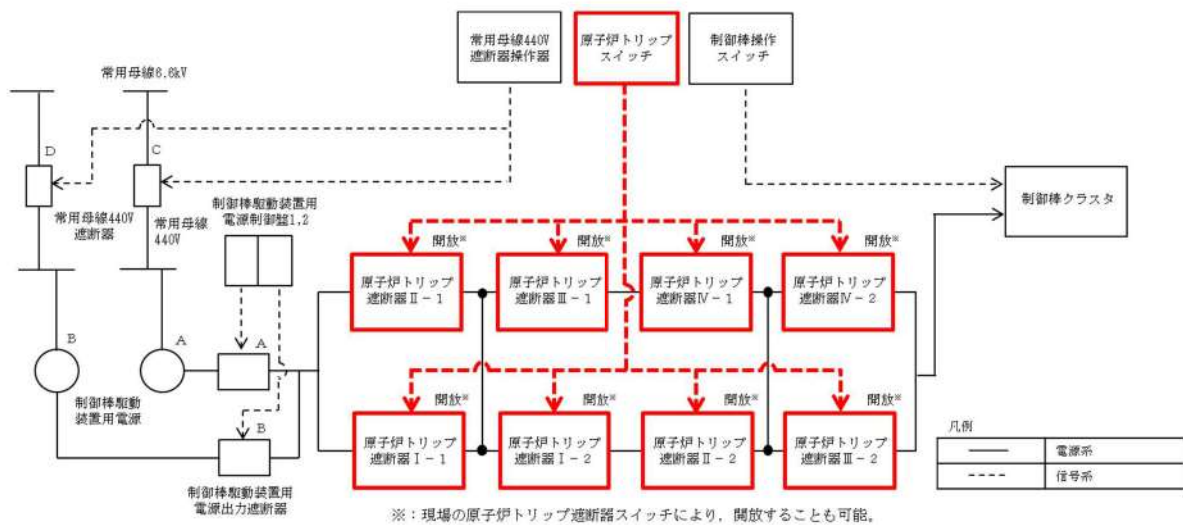 常用母線440V
遮断器操作器
原子炉トリップ
スイッチ
制御棒操作
スイッチ
常用母線6.6kV
D
C
常用母線440V
遮断器
常用母線
440V
制御棒駆動装置用
電源制御盤1,2
制御棒クラスタ
開放※
開放※
開放※
開放※
原子炉トリップ
遮断器Ⅱ-1
原子炉トリップ
遮断器Ⅲ-1
原子炉トリップ
遮断器Ⅳ-1
原子炉トリップ
遮断器Ⅳ-2
B
A
A
制御棒駆動
装置用電源
B
制御棒駆動装置用
電源出力遮断器
開放※
開放※
開放※
開放※
原子炉トリップ
遮断器Ⅰ-1
原子炉トリップ
遮断器Ⅰ-2
原子炉トリップ
遮断器Ⅱ-2
原子炉トリップ
遮断器Ⅲ-2
凡例
電源系
信号系
※：現場の原子炉トリップ遮断器スイッチにより，開放することも可能。